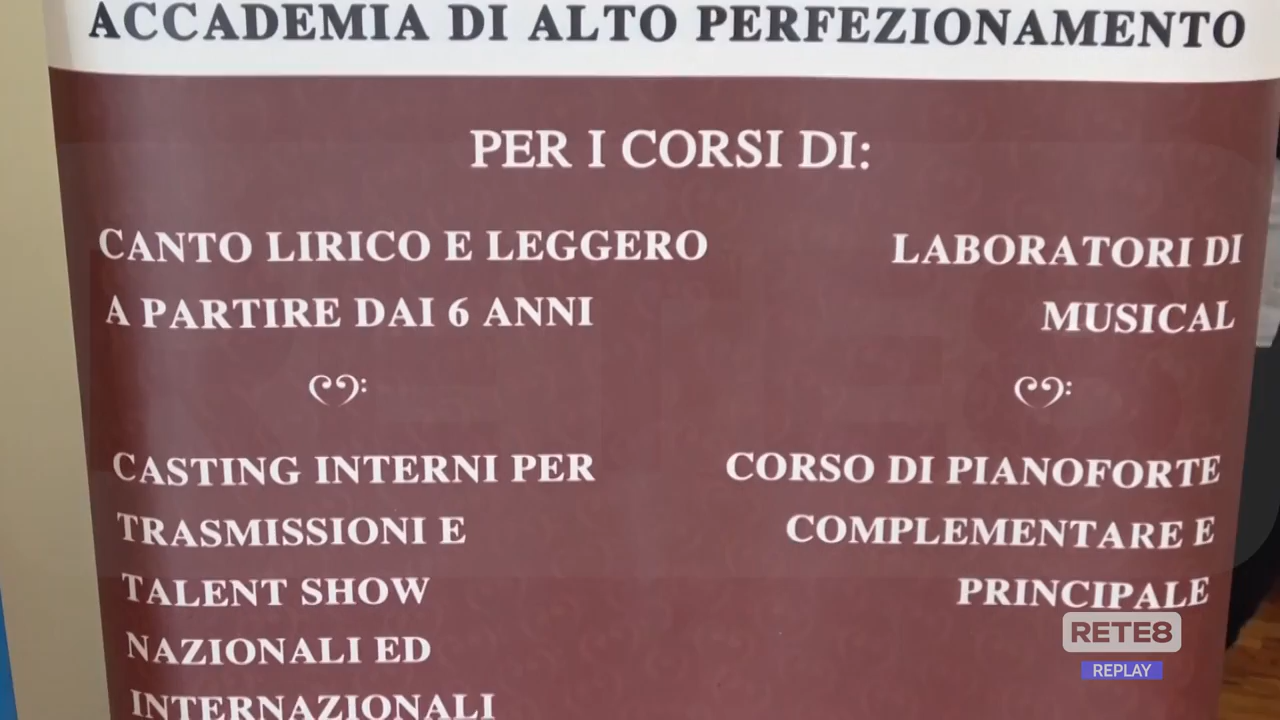 ACCADEMIA DI ALTO PERFEZIONAMENTO
PER I CORSI DI:
CANTO LIRICO E LEGGERO
A PARTIRE DAI 6 ANNI
CASTING INTERNI PER
TRASMISSIONI E
TALENT SHOW
NAZIONALI ED
INTERNAZIONALI
LABORATORI DI
MUSICAL
CORSO DI PIANOFORTE
COMPLEMENTARE E
PRINCIPALE
RETE8
REPLAY